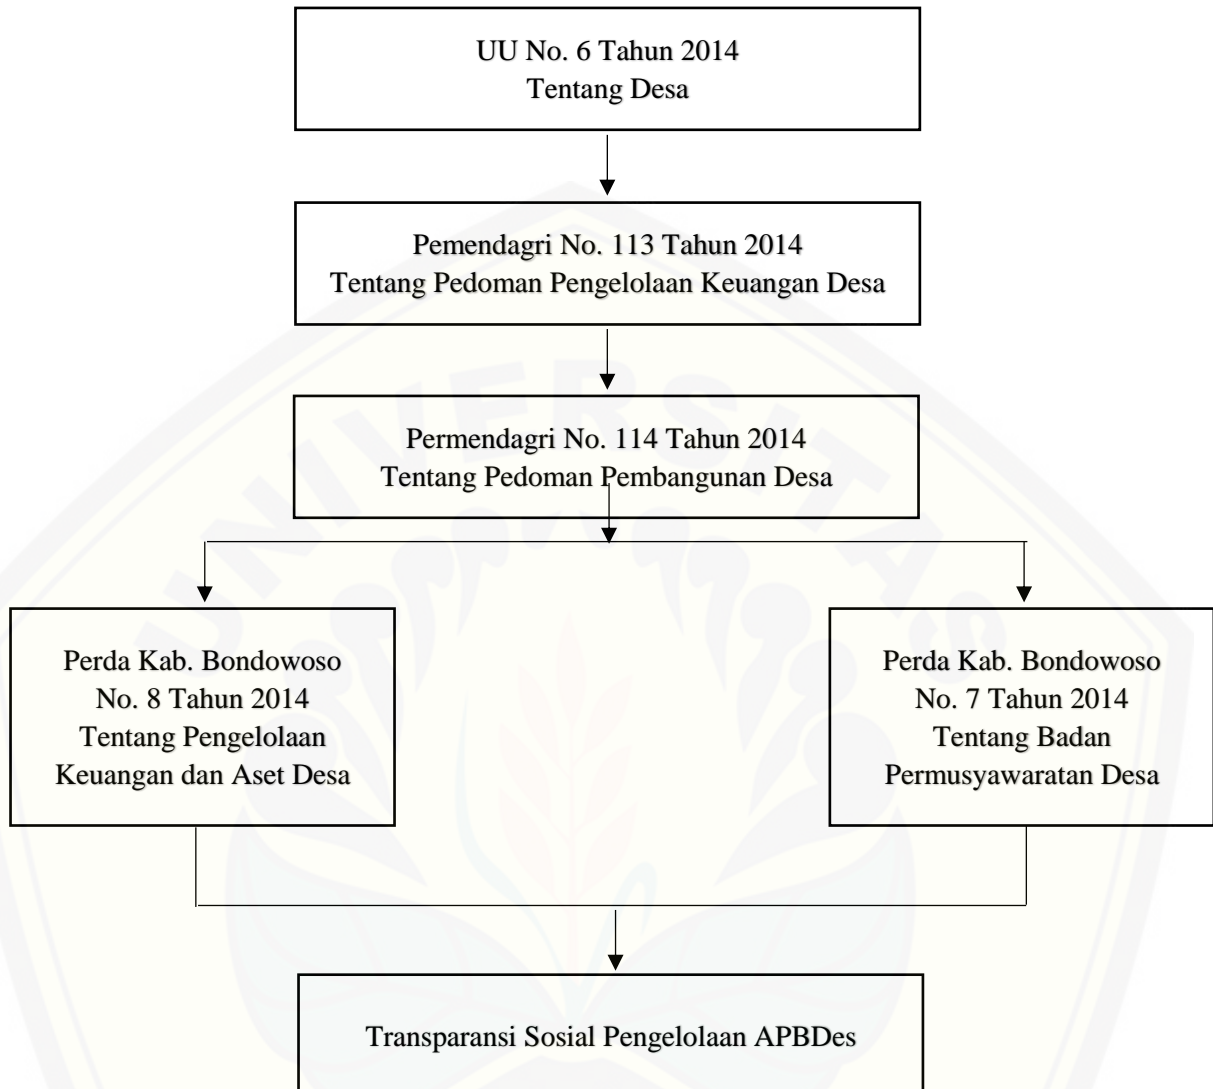 UU No. 6 Tahun 2014
Tentang Desa
Pemendagri No. 113 Tahun 2014
Tentang Pedoman Pengelolaan Keuangan Desa
Permendagri No. 114 Tahun 2014
Tentang Pedoman Pembangunan Desa
Perda Kab. Bondowoso
No. 8 Tahun 2014
Tentang Pengelolaan
Keuangan dan Aset Desa
Perda Kab. Bondowoso
No. 7 Tahun 2014
Tentang Badan
Permusyawaratan Desa
Transparansi Sosial Pengelolaan APBDes
UNIVERSITAS